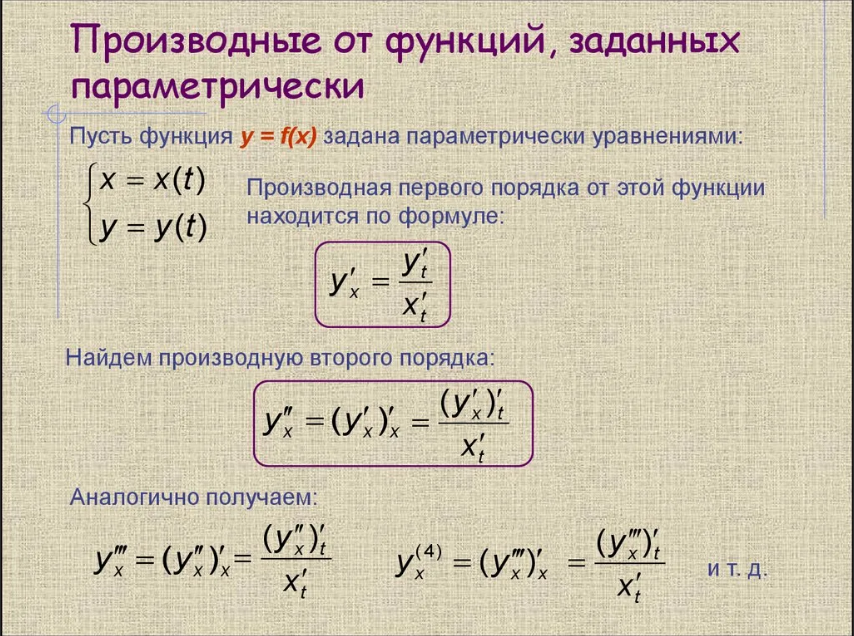 Производные от функций, заданных
параметрически
Пусть функция y = f(x) задана параметрически уравнениями:
x = x(t)
y = y(t)
Производная первого порядка от этой функции
находится по формуле:
y′ₓ = y′ₜ / x′ₜ
Найдем производную второго порядка:
y″ₓ = (y′ₓ)′ₓ = (y′ₓ)′ₜ / x′ₜ
Аналогично получаем:
y‴ₓ = (y″ₓ)′ₓ = (y″ₓ)′ₜ / x′ₜ
y⁽⁴⁾ₓ = (y‴ₓ)′ₓ = (y‴ₓ)′ₜ / x′ₜ и т. д.